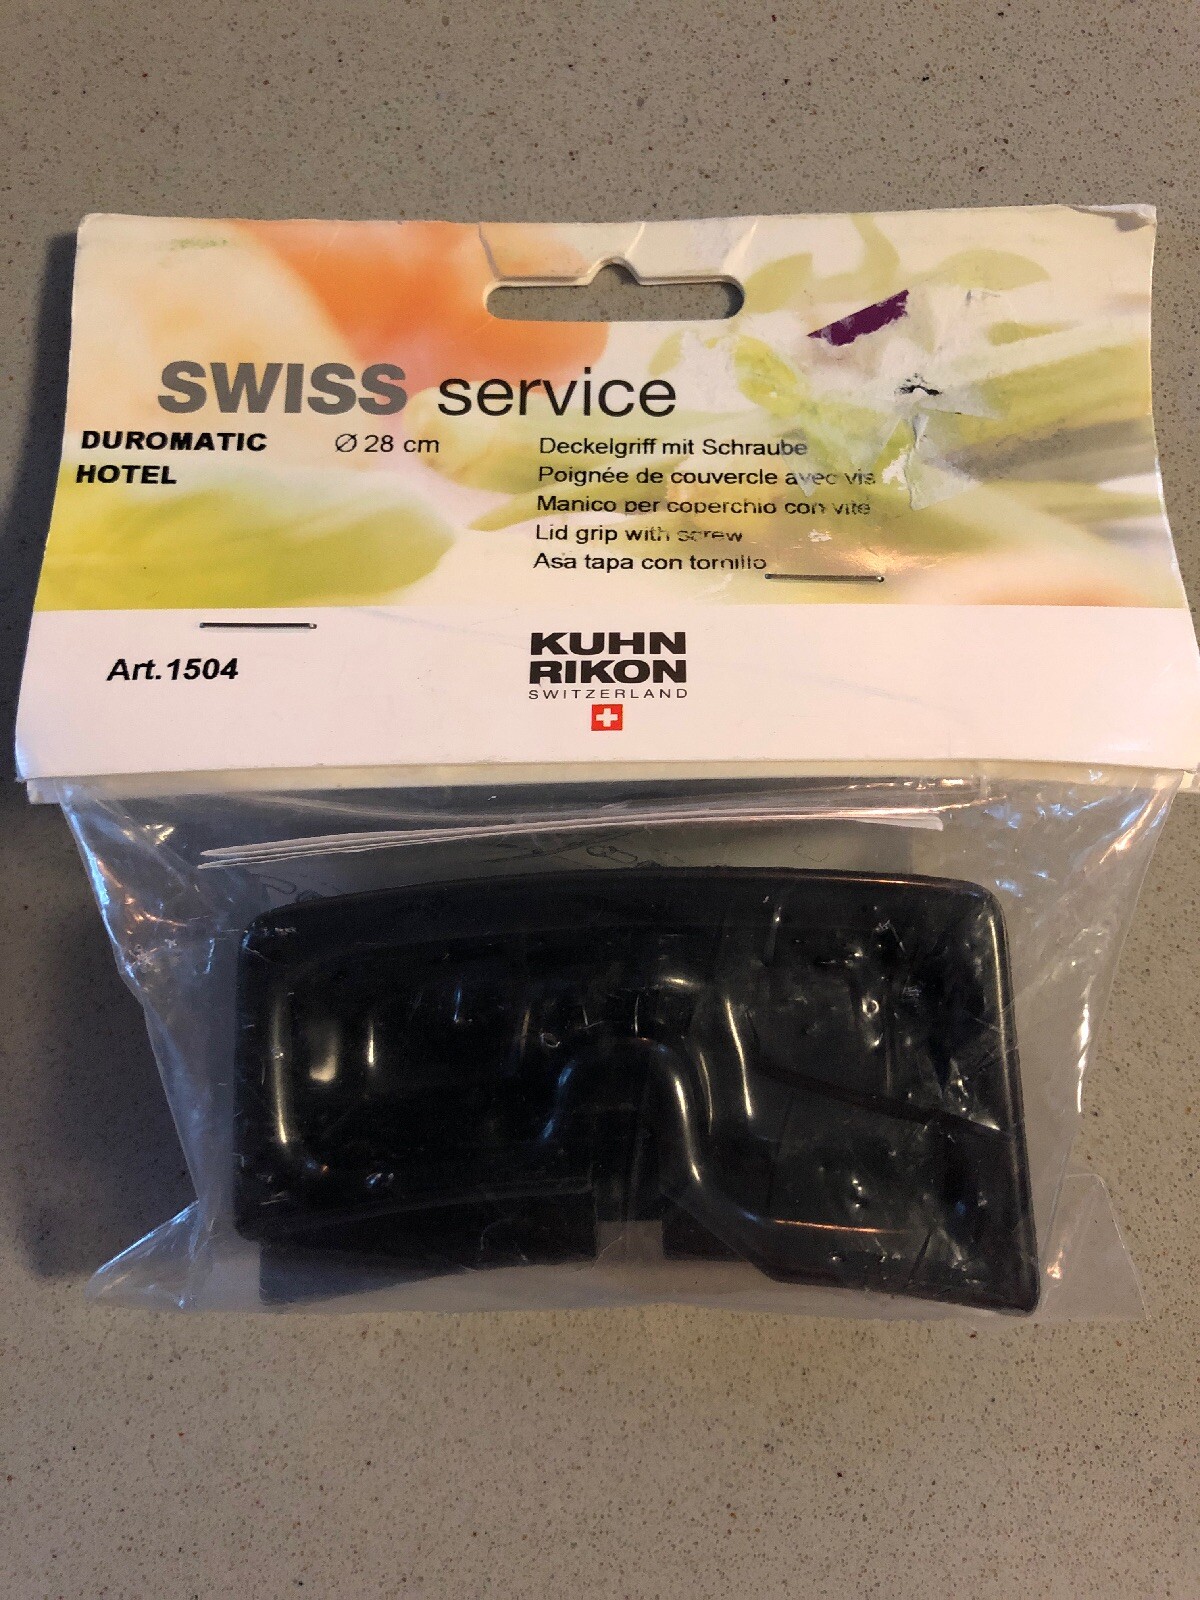 SWISS service
DUROMATIC Ø 28 cm
HOTEL
Deckelgriff mit Schraube
Poignée de couvercle avec vis
Manico per coperchio con vite
Lid grip with screw
Asa tapa con tornillo
Art.1504
KUHN
RIKON
SWITZERLAND